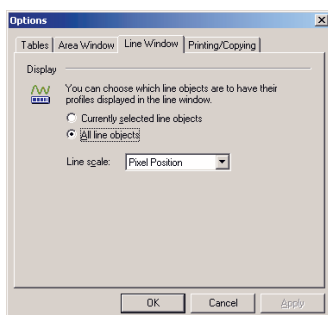 Options
Tables Area Window Line Window Printing/Copying
Display
You can choose which line objects are to have their
profiles displayed in the line window.
Currently selected line objects
All line objects
Line scale: Pixel Position
OK Cancel Apply